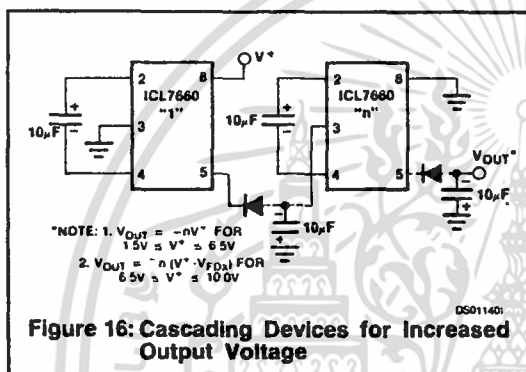 V+
2
8
ICL7660
"1"
10µF
3
4
5
10µF
2
8
ICL7660
"n"
10µF
3
4
5
VOUT*
10µF
*NOTE: 1. VOUT = -nV+ FOR
1.5V ≤ V+ ≤ 6.5V
2. VOUT = -n (V+ -VFDX) FOR
6.5V ≤ V+ ≤ 10.0V
DS01140I
Figure 16: Cascading Devices for Increased
Output Voltage